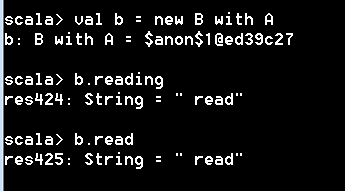 scala> val b = new B with A
b: B with A = $anon$1@ed39c27
scala> b.reading
res424: String = " read"
scala> b.read
res425: String = " read"